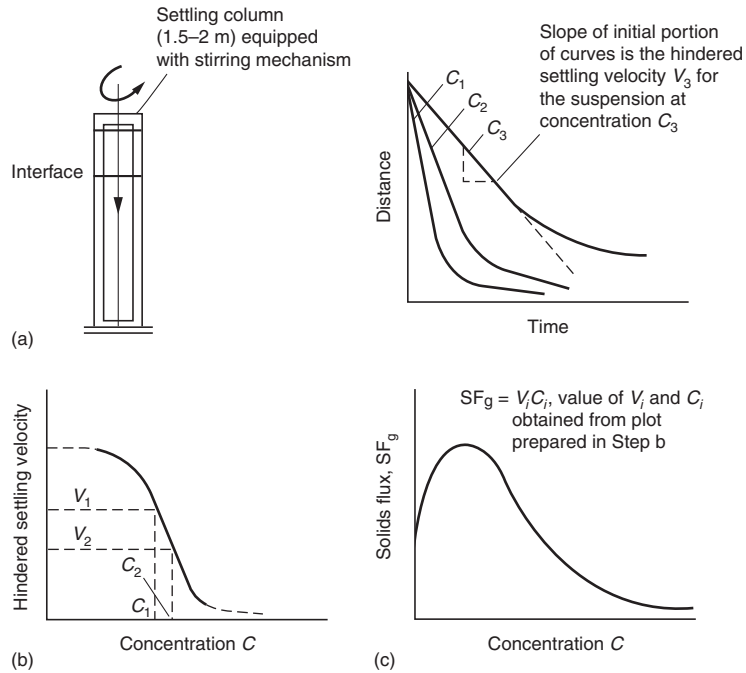 Settling column
(1.5–2 m) equipped
with stirring mechanism
Interface
(a)
Slope of initial portion
of curves is the hindered
settling velocity V3 for
the suspension at
concentration C3
C1
C2
C3
Distance
Time
Hindered settling velocity
V1
V2
C2
C1
Concentration C
(b)
SFg = ViCi, value of Vi and Ci
obtained from plot
prepared in Step b
Solids flux, SFg
Concentration C
(c)